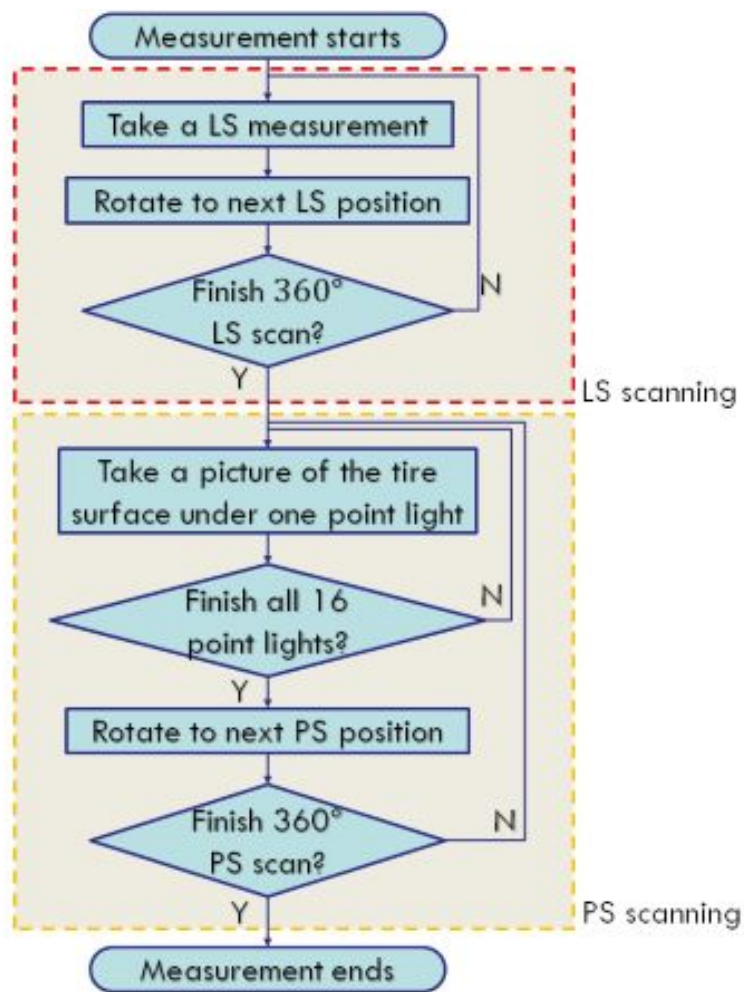 Measurement starts
Take a LS measurement
Rotate to next LS position
Finish 360°
LS scan?
N
Y
LS scanning
Take a picture of the tire
surface under one point light
Finish all 16
point lights?
N
Y
Rotate to next PS position
Finish 360°
PS scan?
N
Y
PS scanning
Measurement ends